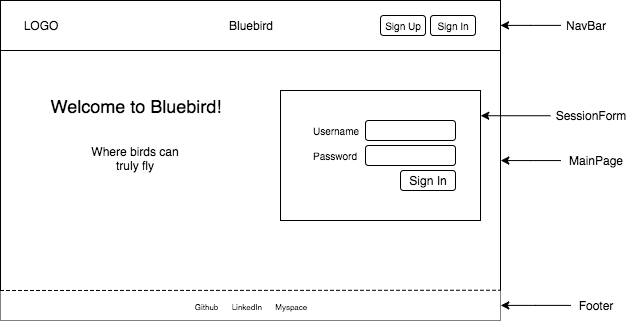 LOGO Bluebird Sign Up Sign In NavBar
Welcome to Bluebird!
Where birds can
truly fly
SessionForm
Username
Password
Sign In
MainPage
Github LinkedIn Myspace
Footer